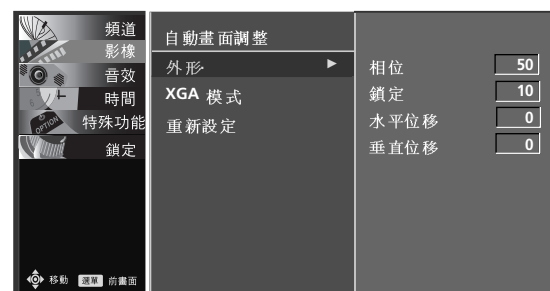 頻道
影像
音效
時間
OPTION
特殊功能
鎖定
移動 選單 前畫面
自動畫面調整
外形 ▶
XGA 模式
重新設定
相位 50
鎖定 10
水平位移 0
垂直位移 0